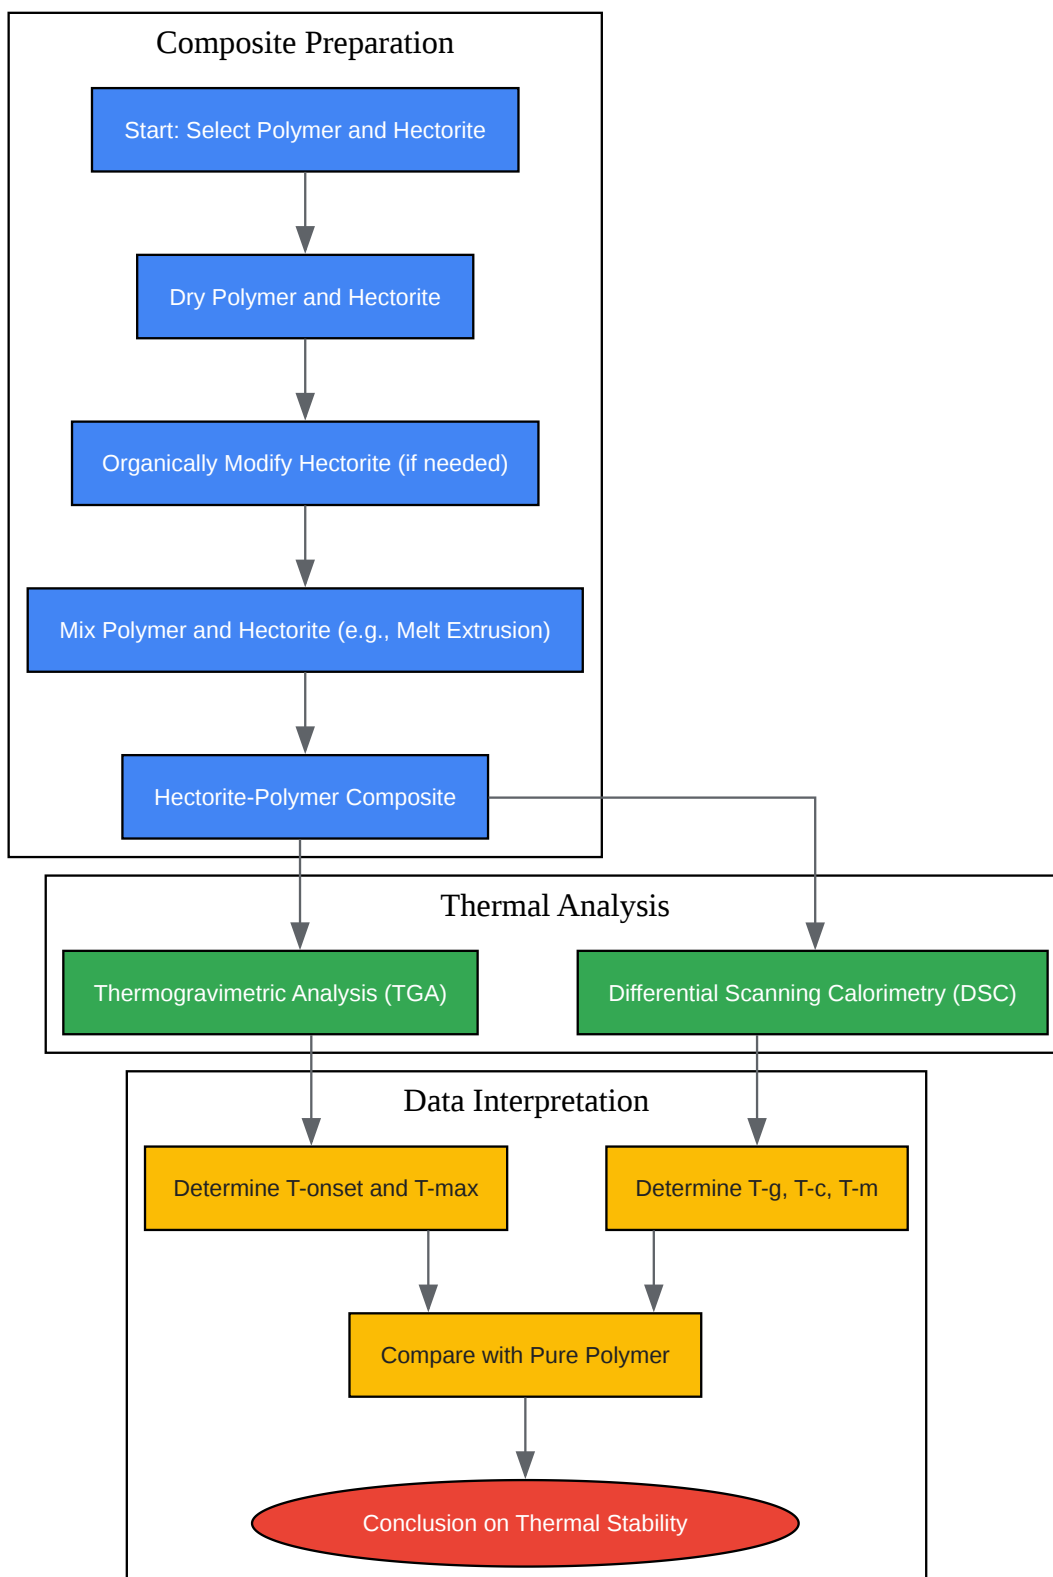 Composite Preparation
Start: Select Polymer and Hectorite
Dry Polymer and Hectorite
Organically Modify Hectorite (if needed)
Mix Polymer and Hectorite (e.g., Melt Extrusion)
Hectorite-Polymer Composite
Thermal Analysis
Thermogravimetric Analysis (TGA)
Differential Scanning Calorimetry (DSC)
Data Interpretation
Determine T-onset and T-max
Determine T-g, T-c, T-m
Compare with Pure Polymer
Conclusion on Thermal Stability